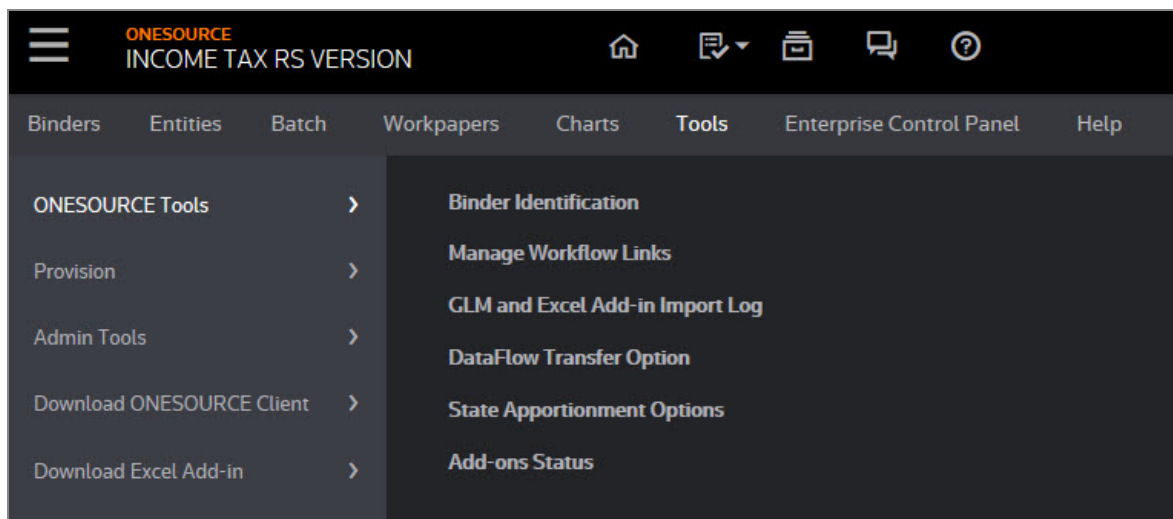 ONESOURCE
INCOME TAX RS VERSION
Binders Entities Batch Workpapers Charts Tools Enterprise Control Panel Help
ONESOURCE Tools
Provision
Admin Tools
Download ONESOURCE Client
Download Excel Add-in
Binder Identification
Manage Workflow Links
GLM and Excel Add-in Import Log
DataFlow Transfer Option
State Apportionment Options
Add-ons Status